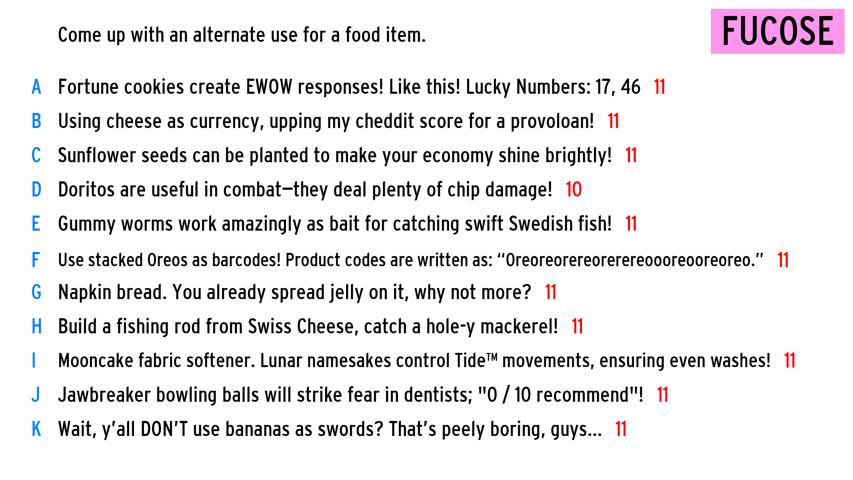 Come up with an alternate use for a food item.
FUCOSE
A Fortune cookies create EWOW responses! Like this! Lucky Numbers: 17, 46 11
B Using cheese as currency, upping my cheddit score for a provoloan! 11
C Sunflower seeds can be planted to make your economy shine brightly! 11
D Doritos are useful in combat—they deal plenty of chip damage! 10
E Gummy worms work amazingly as bait for catching swift Swedish fish! 11
F Use stacked Oreos as barcodes! Product codes are written as: “Oreoreorereorerereoooreooreoreo.” 11
G Napkin bread. You already spread jelly on it, why not more? 11
H Build a fishing rod from Swiss Cheese, catch a hole-y mackerel! 11
I Mooncake fabric softener. Lunar namesakes control Tide™ movements, ensuring even washes! 11
J Jawbreaker bowling balls will strike fear in dentists; "0 / 10 recommend"! 11
K Wait, y’all DON’T use bananas as swords? That’s peely boring, guys... 11